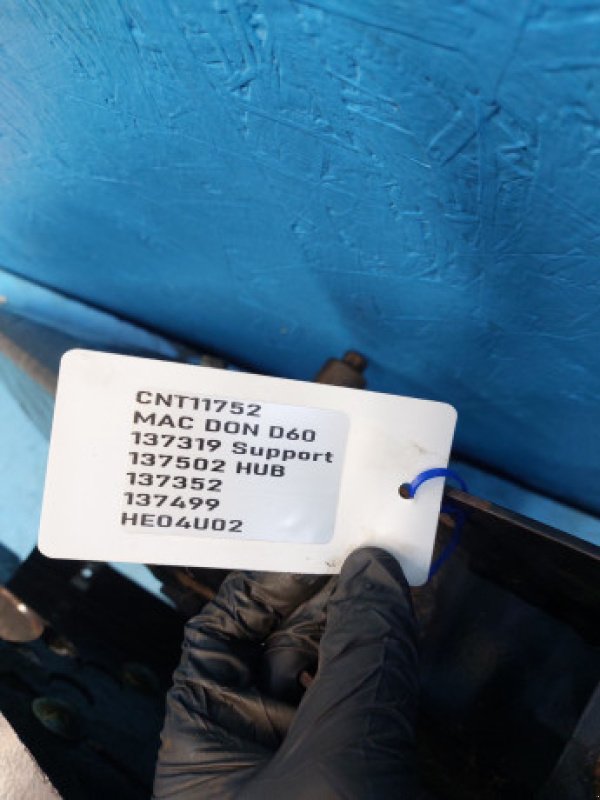 CNT11752
MAC DON D60
137319 Support
137502 HUB
137352
137499
HE04U02